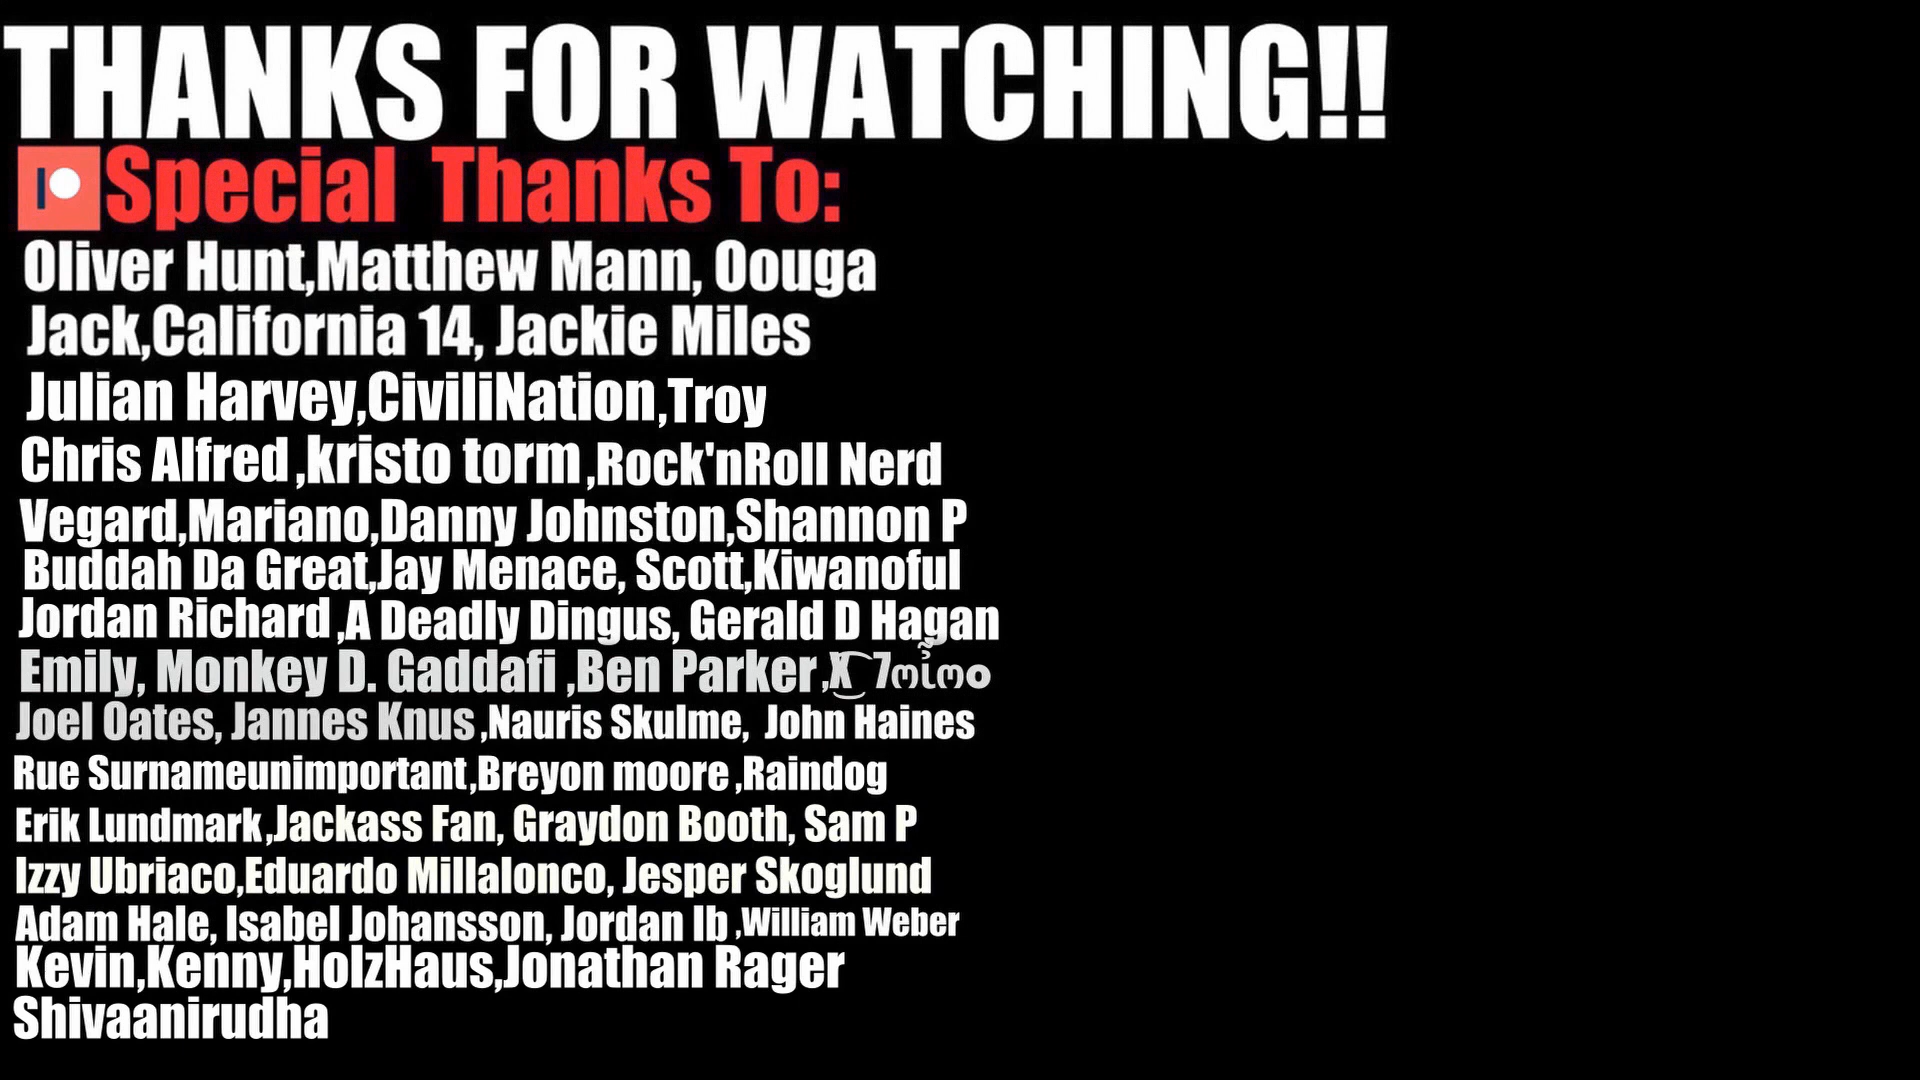 THANKS FOR WATCHING!!
Special Thanks To:
Oliver Hunt,Matthew Mann, Oouga
Jack,California 14, Jackie Miles
Julian Harvey,CiviliNation,Troy
Chris Alfred ,kristo torm ,Rock'nRoll Nerd
Vegard,Mariano,Danny Johnston,Shannon P
Buddah Da Great,Jay Menace, Scott,Kiwanoful
Jordan Richard ,A Deadly Dingus, Gerald D Hagan
Emily, Monkey D. Gaddafi ,Ben Parker
Joel Oates, Jannes Knus ,Nauris Skulme, John Haines
Rue Surnameunimportant,Breyon moore ,Raindog
Erik Lundmark,Jackass Fan, Graydon Booth, Sam P
Izzy Ubriaco,Eduardo Millalonco, Jesper Skoglund
Adam Hale, Isabel Johansson, Jordan Ib ,William Weber
Kevin,Kenny,HolzHaus,Jonathan Rager
Shivaanirudha